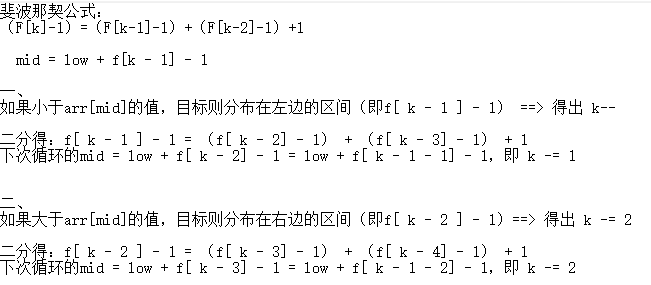 斐波那契公式:
(F[k]-1) = (F[k-1]-1) + (F[k-2]-1) +1
mid = low + f[k - 1] - 1
一、
如果小于arr[mid]的值，目标则分布在左边的区间（即f[ k - 1 ] - 1） ==> 得出 k--
二分得：f[ k - 1 ] - 1 = （f[ k - 2] - 1） + （f[ k - 3] - 1） + 1
下次循环的mid = low + f[ k - 2] - 1 = low + f[ k - 1 - 1] - 1，即 k -= 1
二、
如果大于arr[mid]的值，目标则分布在右边的区间（即f[ k - 2 ] - 1）==> 得出 k -= 2
二分得：f[ k - 2 ] - 1 = （f[ k - 3] - 1） + （f[ k - 4] - 1） + 1
下次循环的mid = low + f[ k - 3] - 1 = low + f[ k - 1 - 2] - 1，即 k -= 2